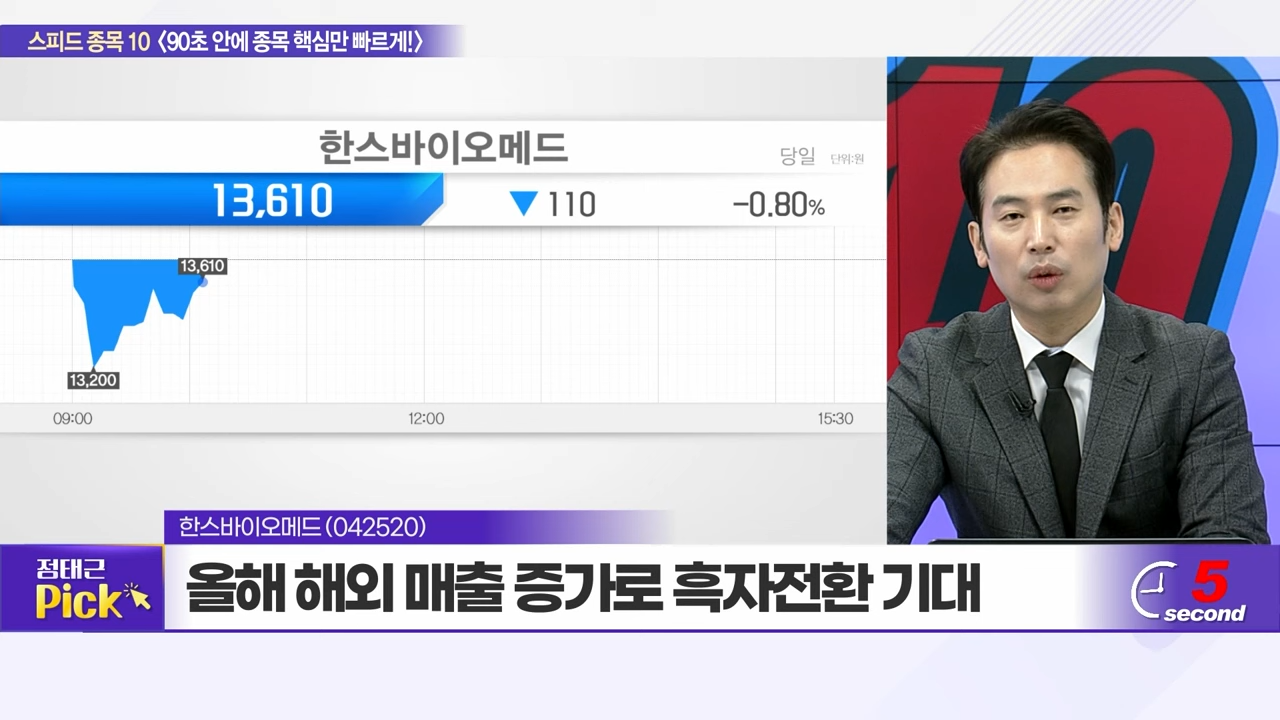 스피드 종목 10 〈90초 안에 종목 핵심만 빠르게!〉
한스바이오메드
당일 단위:원
13,610 ▼ 110 -0.80%
13,610
13,200
09:00 12:00 15:30
한스바이오메드 (042520)
정태근
Pick
올해 해외 매출 증가로 흑자전환 기대
5
second
10